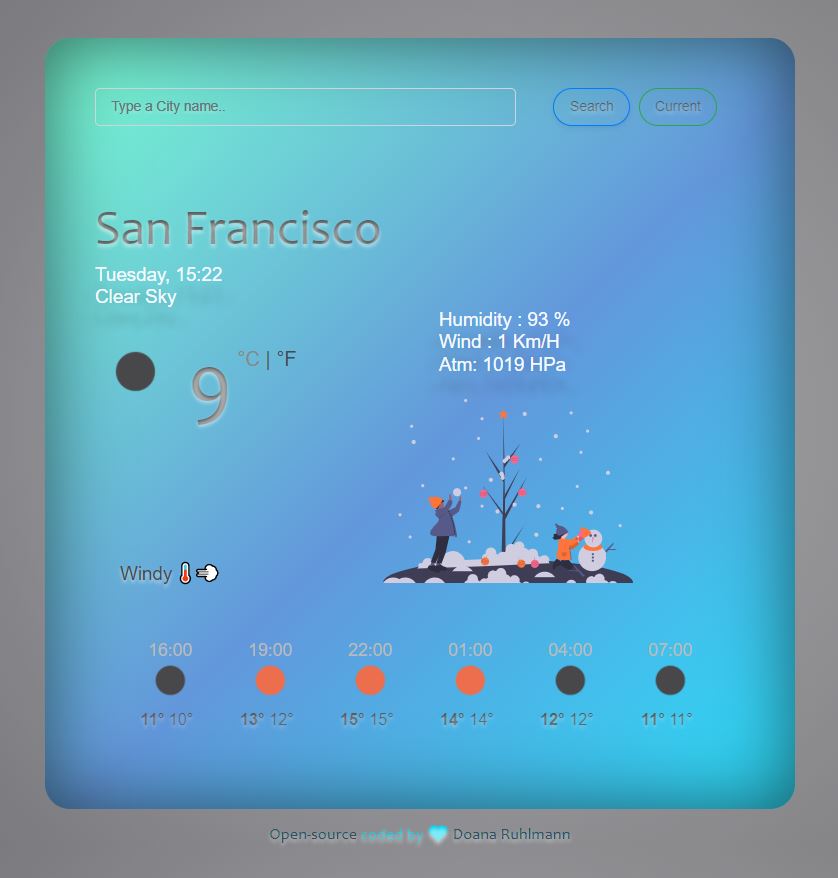 Type a City name..
Search
Current
San Francisco
Tuesday, 15:22
Clear Sky
Humidity : 93 %
Wind : 1 Km/H
Atm: 1019 HPa
9 °C | °F
Windy 🌡️💨
16:00 19:00 22:00 01:00 04:00 07:00
11° 10° 13° 12° 15° 15° 14° 14° 12° 12° 11° 11°
Open-source coded by 🩵 Doana Ruhlmann